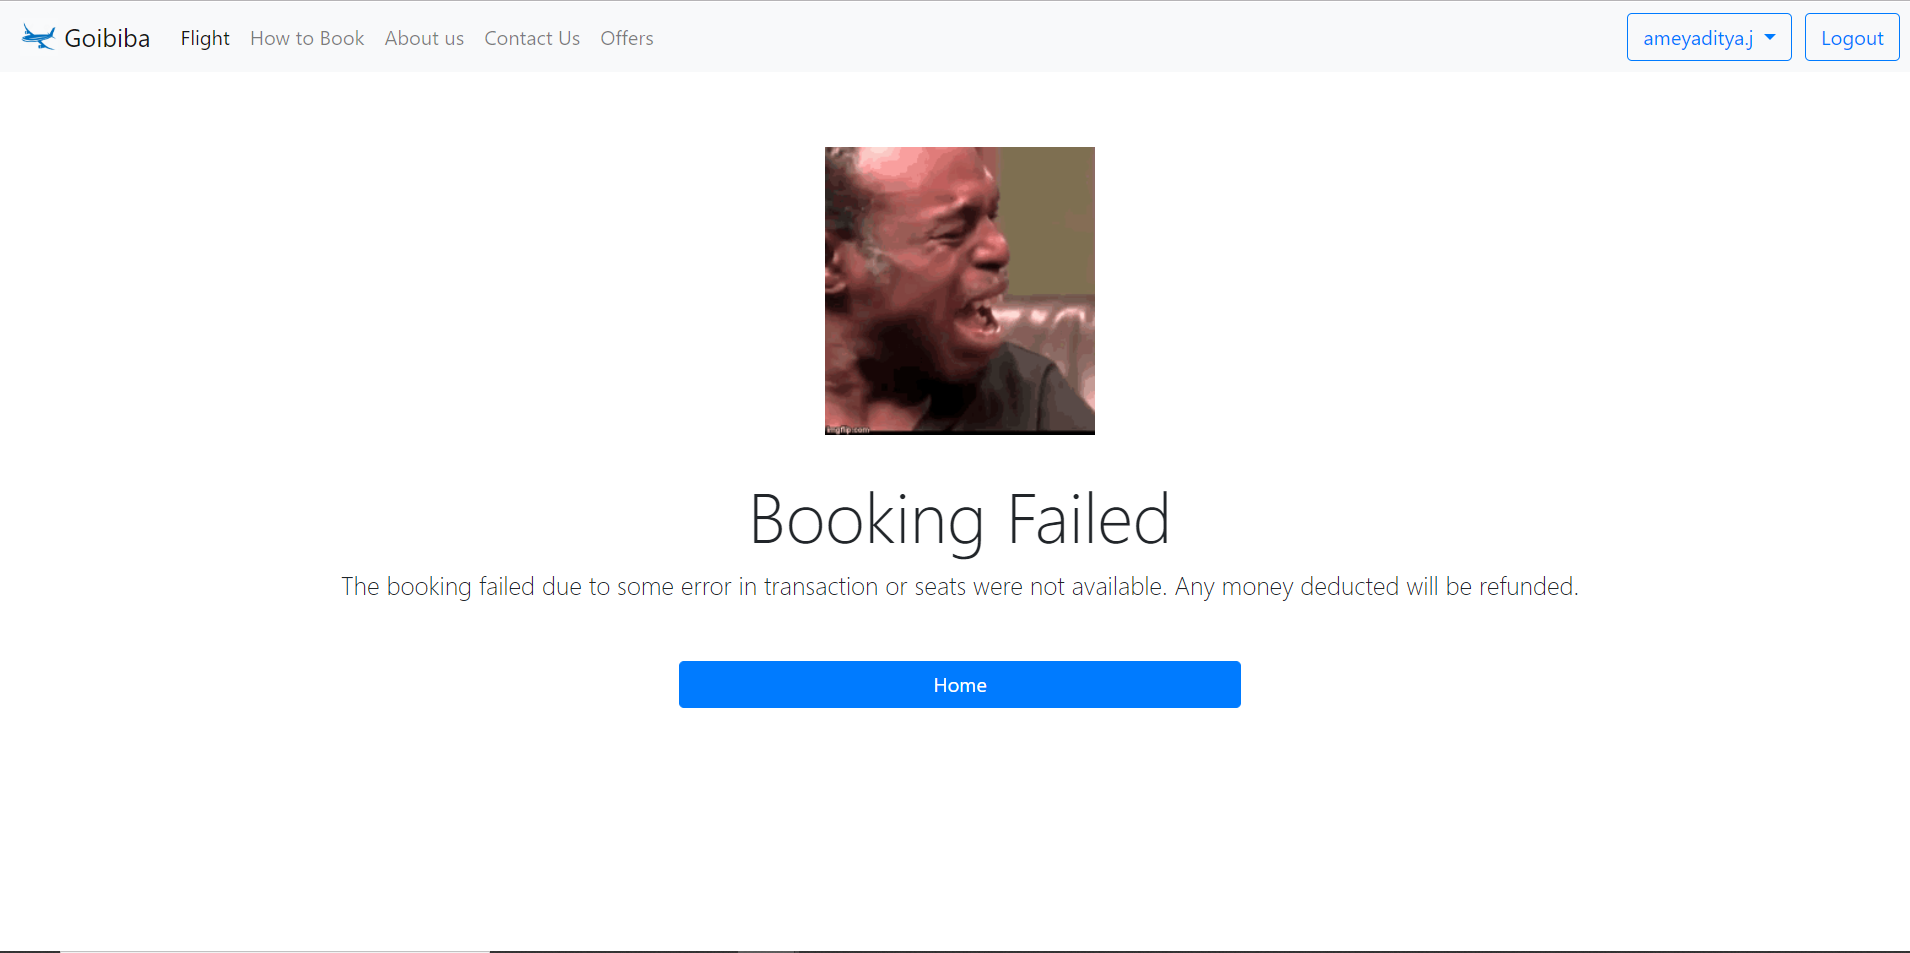 Goibiba Flight How to Book About us Contact Us Offers ameyaditya.j Logout
imgflip.com
Booking Failed
The booking failed due to some error in transaction or seats were not available. Any money deducted will be refunded.
Home